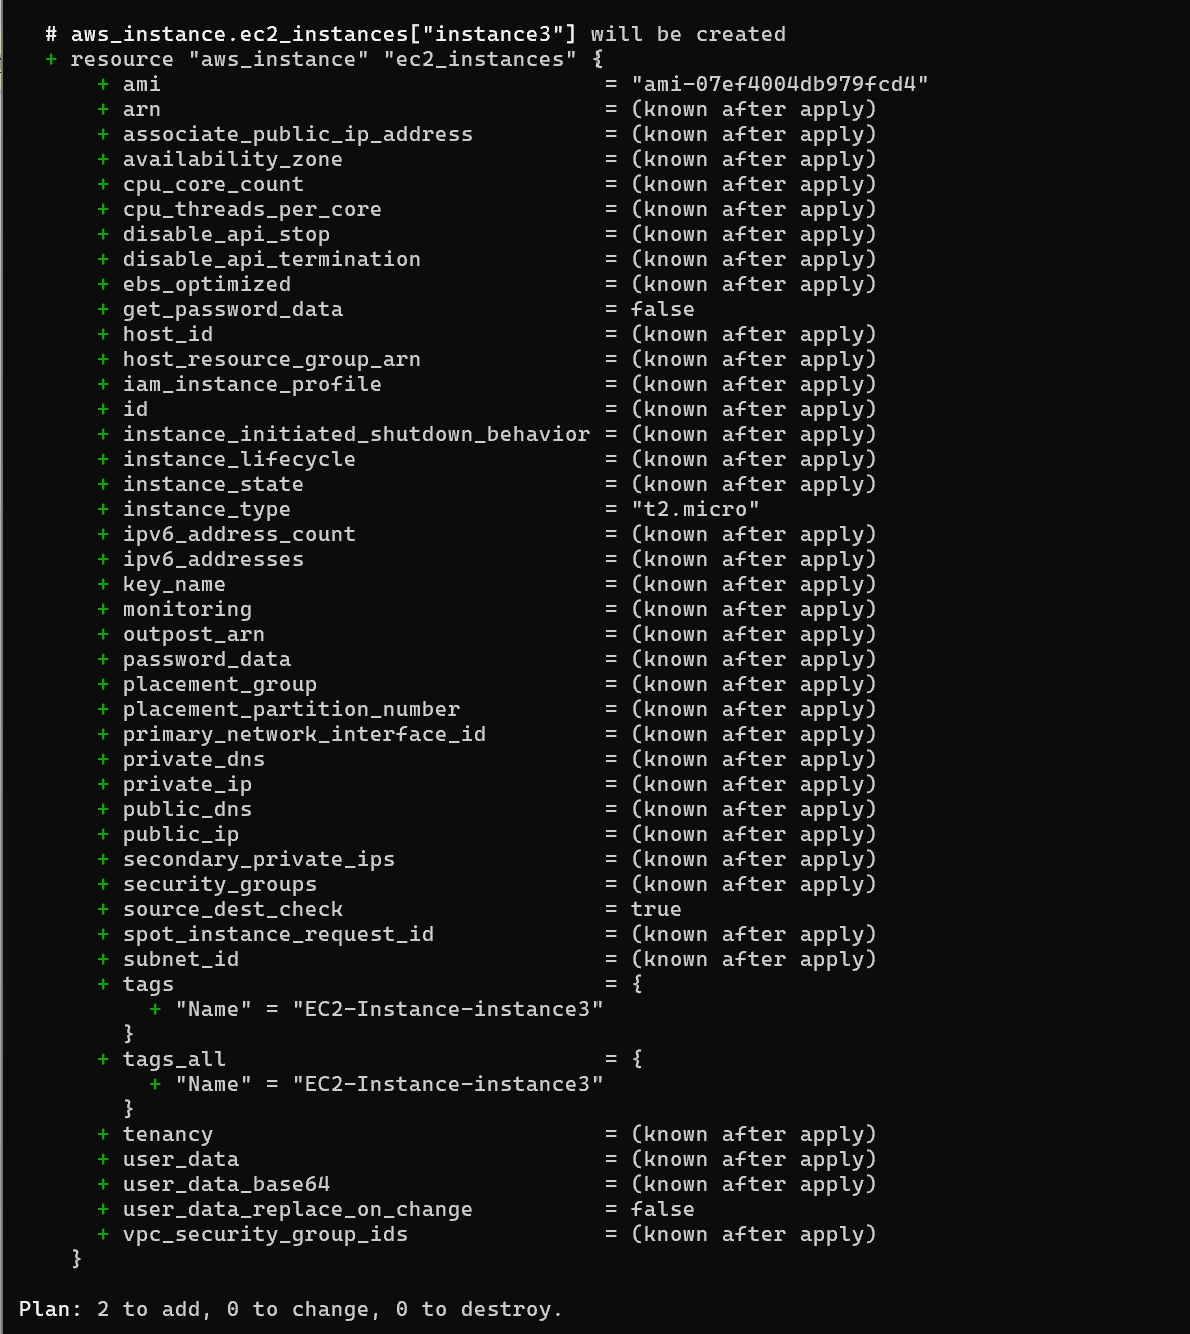 # aws_instance.ec2_instances["instance3"] will be created
+ resource "aws_instance" "ec2_instances" {
+ ami = "ami-07ef4004db979fcd4"
+ arn = (known after apply)
+ associate_public_ip_address = (known after apply)
+ availability_zone = (known after apply)
+ cpu_core_count = (known after apply)
+ cpu_threads_per_core = (known after apply)
+ disable_api_stop = (known after apply)
+ disable_api_termination = (known after apply)
+ ebs_optimized = (known after apply)
+ get_password_data = false
+ host_id = (known after apply)
+ host_resource_group_arn = (known after apply)
+ iam_instance_profile = (known after apply)
+ id = (known after apply)
+ instance_initiated_shutdown_behavior = (known after apply)
+ instance_lifecycle = (known after apply)
+ instance_state = (known after apply)
+ instance_type = "t2.micro"
+ ipv6_address_count = (known after apply)
+ ipv6_addresses = (known after apply)
+ key_name = (known after apply)
+ monitoring = (known after apply)
+ outpost_arn = (known after apply)
+ password_data = (known after apply)
+ placement_group = (known after apply)
+ placement_partition_number = (known after apply)
+ primary_network_interface_id = (known after apply)
+ private_dns = (known after apply)
+ private_ip = (known after apply)
+ public_dns = (known after apply)
+ public_ip = (known after apply)
+ secondary_private_ips = (known after apply)
+ security_groups = (known after apply)
+ source_dest_check = true
+ spot_instance_request_id = (known after apply)
+ subnet_id = (known after apply)
+ tags = {
+ "Name" = "EC2-Instance-instance3"
}
+ tags_all = {
+ "Name" = "EC2-Instance-instance3"
}
+ tenancy = (known after apply)
+ user_data = (known after apply)
+ user_data_base64 = (known after apply)
+ user_data_replace_on_change = false
+ vpc_security_group_ids = (known after apply)
}
Plan: 2 to add, 0 to change, 0 to destroy.